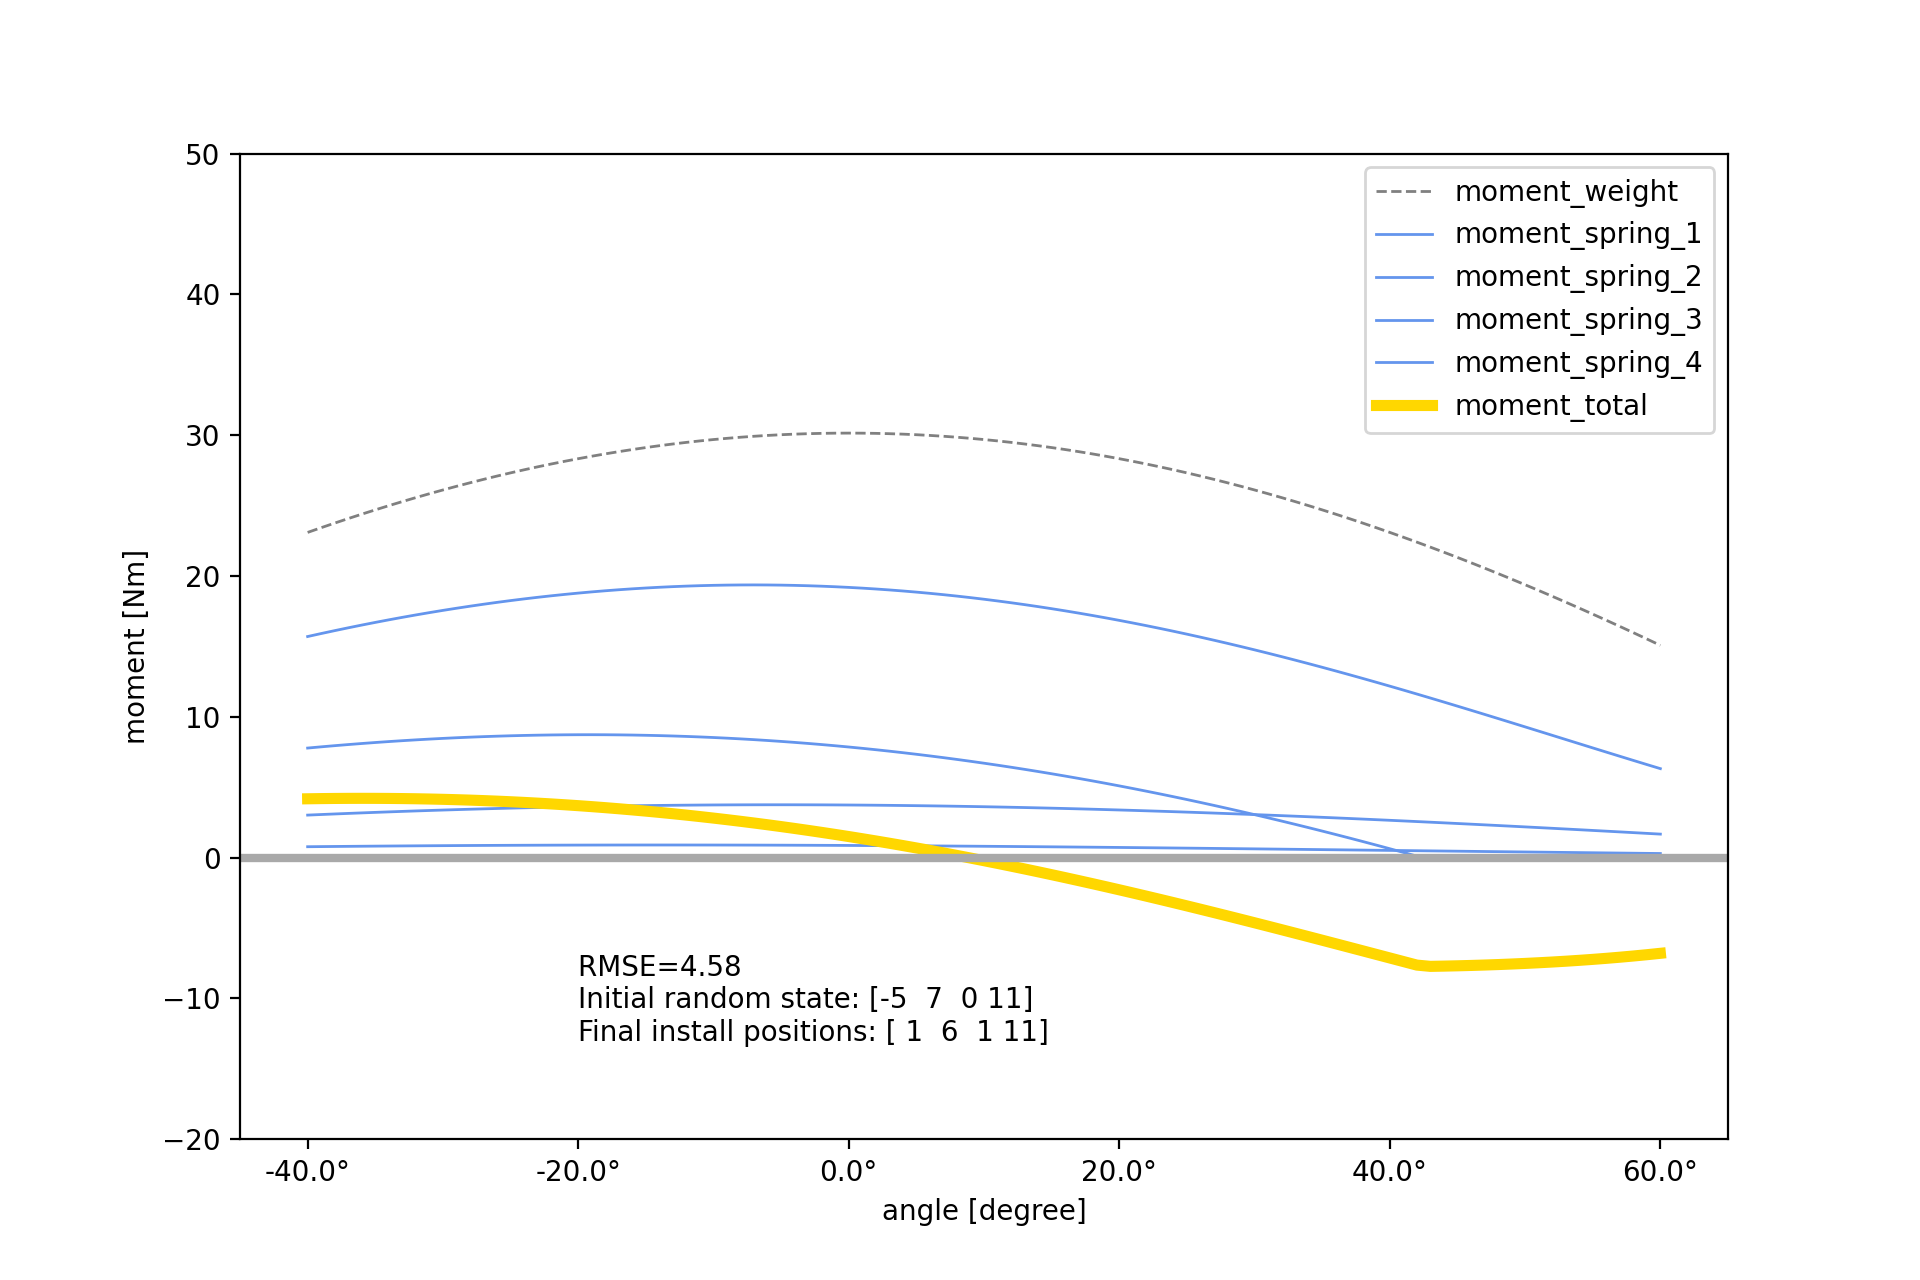 50
40
30
20
10
0
−10
−20
moment [Nm]
moment_weight
moment_spring_1
moment_spring_2
moment_spring_3
moment_spring_4
moment_total
RMSE=4.58
Initial random state: [-5  7  0 11]
Final install positions: [ 1  6  1 11]
-40.0° -20.0° 0.0° 20.0° 40.0° 60.0°
angle [degree]